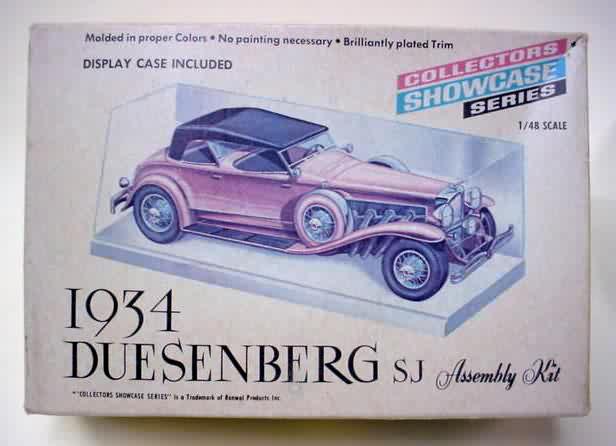 Molded in proper Colors • No painting necessary • Brilliantly plated Trim
DISPLAY CASE INCLUDED
COLLECTORS
SHOWCASE
SERIES
1/48 SCALE
1934
DUESENBERG SJ Assembly Kit
*"COLLECTORS SHOWCASE SERIES" is a Trademark of Renwal Products Inc